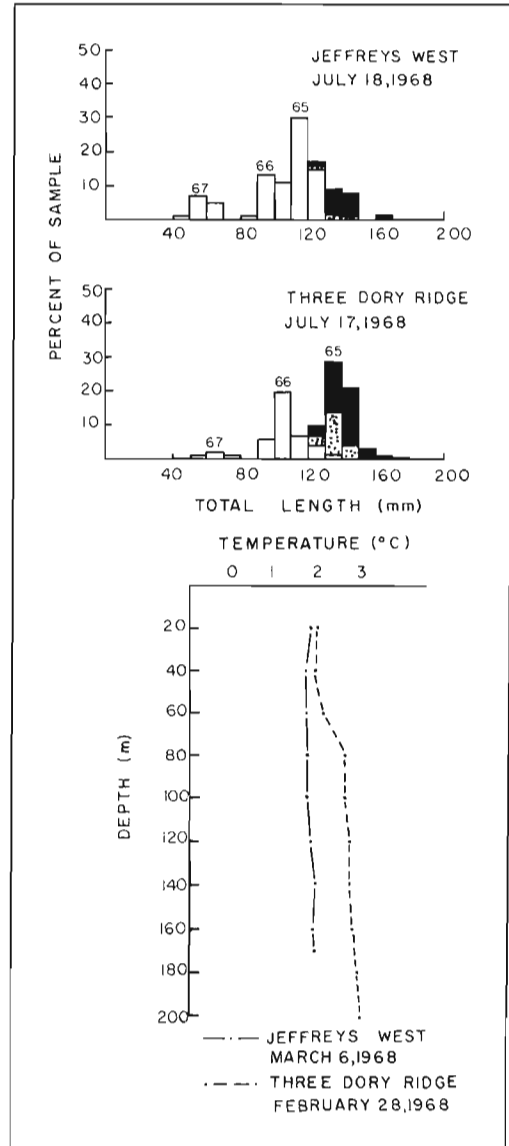 JEFFREYS WEST
JULY 18,1968
PERCENT OF SAMPLE
50
40
30
20
10
67
66
65
40
80
120
160
200
THREE DORY RIDGE
JULY 17,1968
50
40
30
20
10
67
66
65
40
80
120
160
200
TOTAL LENGTH (mm)
TEMPERATURE (°C)
0 1 2 3
DEPTH (m)
20
40
60
80
100
120
140
160
180
200
JEFFREYS WEST
MARCH 6,1968
THREE DORY RIDGE
FEBRUARY 28,1968